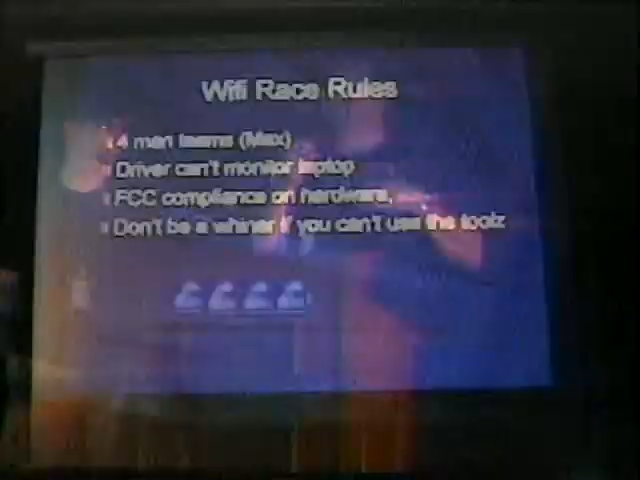 Wifi Race Rules
4 man teams (Max)
Driver can't monitor laptop
FCC compliance on hardware.
Don't be a whiner if you can't use the toolz